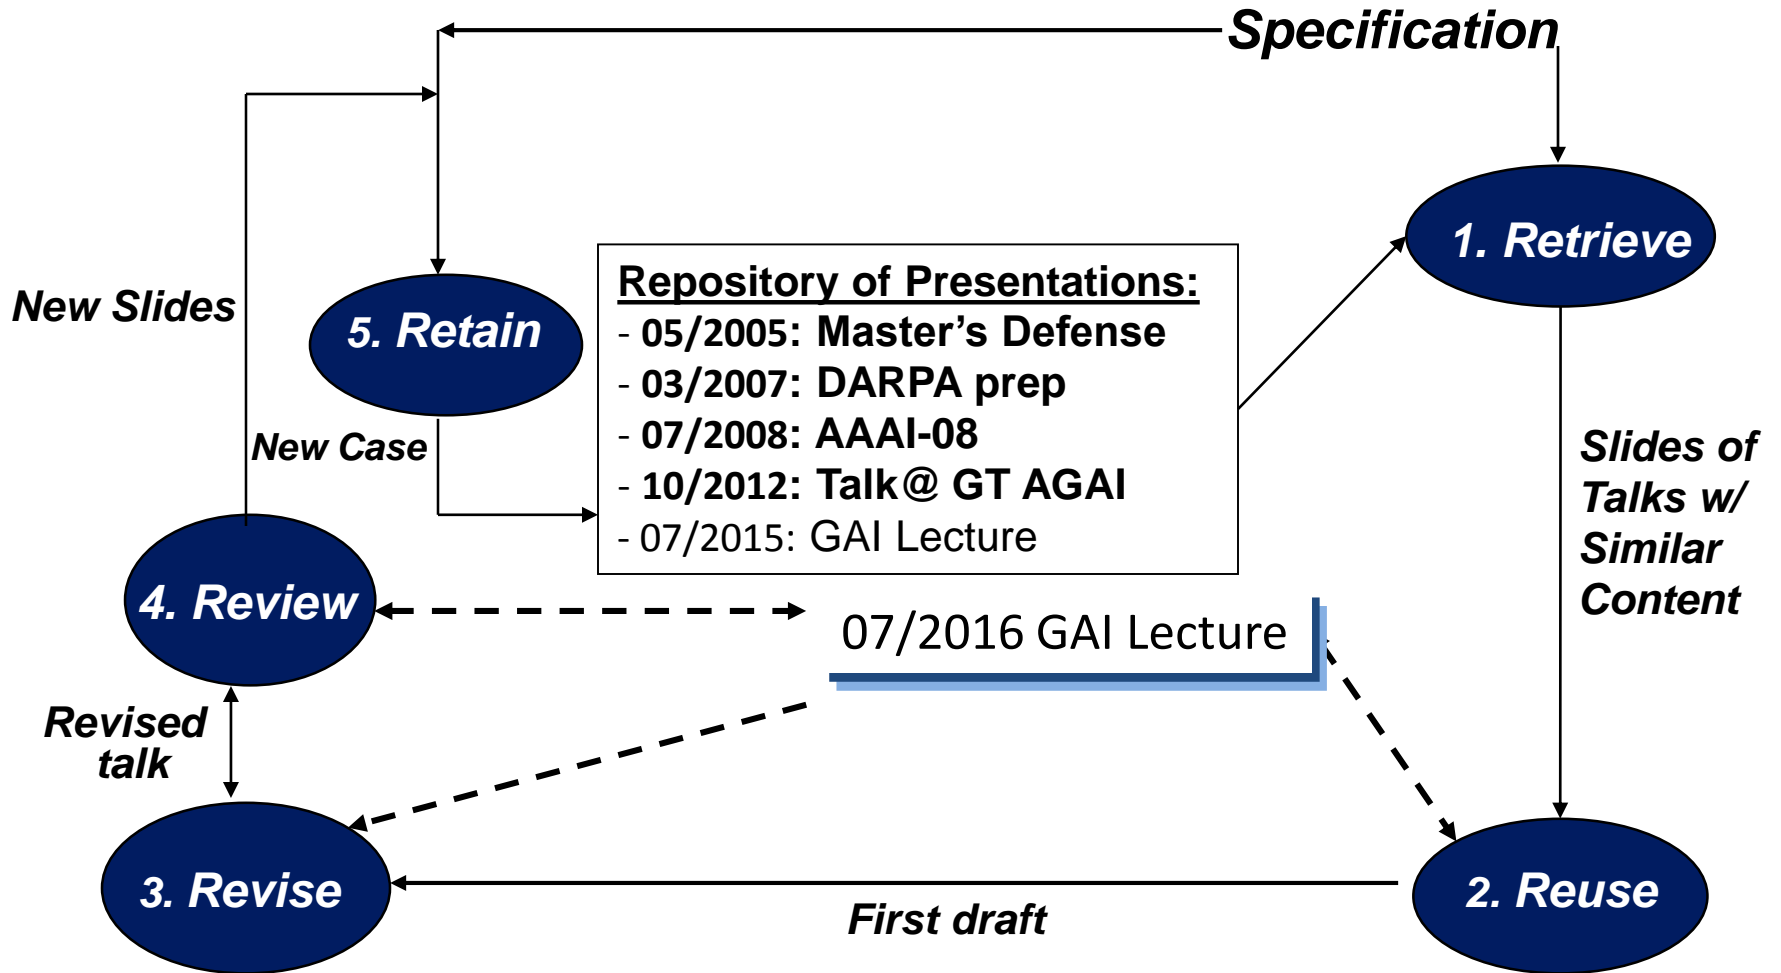 Specification
1. Retrieve
New Slides
5. Retain
Repository of Presentations:
- 05/2005: Master’s Defense
- 03/2007: DARPA prep
- 07/2008: AAAI-08
- 10/2012: Talk@ GT AGAI
- 07/2015: GAI Lecture
New Case
Slides of
Talks w/
Similar
Content
4. Review
07/2016 GAI Lecture
Revised
talk
3. Revise
First draft
2. Reuse